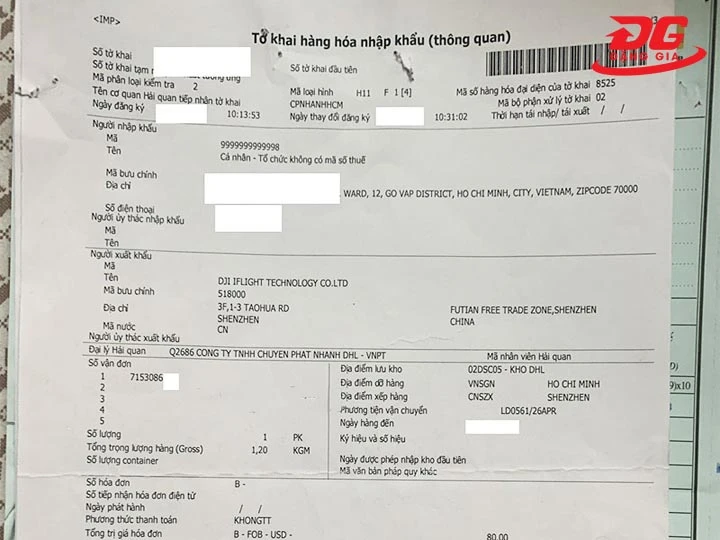 <IMP>
3
Tờ khai hàng hóa nhập khẩu (thông quan)
ĐG
GIA
Số tờ khai
Số tờ khai đầu tiên
Số tờ khai tạm
tương ứng
Mã phân loại kiểm tra 2 Mã loại hình H11 F 1 [4] Mã số hàng hóa đại diện của tờ khai 8525
Tên cơ quan Hải quan tiếp nhận tờ khai CPNHANHHCM Mã bộ phận xử lý tờ khai 02
Ngày đăng ký 10:13:53 Ngày thay đổi đăng ký 10:31:02 Thời hạn tái nhập/ tái xuất / /
Người nhập khẩu
Mã 9999999999998
Tên Cá nhân - Tổ chức không có mã số thuế
Mã bưu chính
Địa chỉ WARD, 12, GO VAP DISTRICT, HO CHI MINH, CITY, VIETNAM, ZIPCODE 70000
Số điện thoại
Người ủy thác nhập khẩu
Mã
Tên
Người xuất khẩu
Mã
Tên DJI IFLIGHT TECHNOLOGY CO.LTD
Mã bưu chính 518000
Địa chỉ 3F,1-3 TAOHUA RD FUTIAN FREE TRADE ZONE,SHENZHEN
SHENZHEN CHINA
Mã nước CN
Người ủy thác xuất khẩu
Đại lý Hải quan Q2686 CONG TY TNHH CHUYEN PHAT NHANH DHL - VNPT Mã nhân viên Hải quan
Số vận đơn Địa điểm lưu kho 02DSC05 - KHO DHL
1 7153086 Địa điểm dỡ hàng VNSGN HO CHI MINH
2 Địa điểm xếp hàng CNSZX SHENZHEN
3 Phương tiện vận chuyển
4 LD0561/26APR
5 Ngày hàng đến
Số lượng 1 PK Ký hiệu và số hiệu
Tổng trọng lượng hàng (Gross) 1,20 KGM
Số lượng container Ngày được phép nhập kho đầu tiên
Mã văn bản pháp quy khác
Số hóa đơn B -
Số tiếp nhận hóa đơn điện tử
Ngày phát hành / /
Phương thức thanh toán KHONGTT
Tổng trị giá hóa đơn B - FOB - USD - 80.00
D)
9)x10